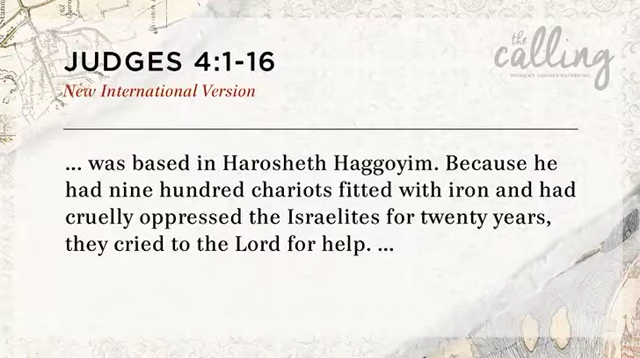 JUDGES 4:1-16
New International Version
the
calling
... was based in Harosheth Haggoyim. Because he
had nine hundred chariots fitted with iron and had
cruelly oppressed the Israelites for twenty years,
they cried to the Lord for help. ...